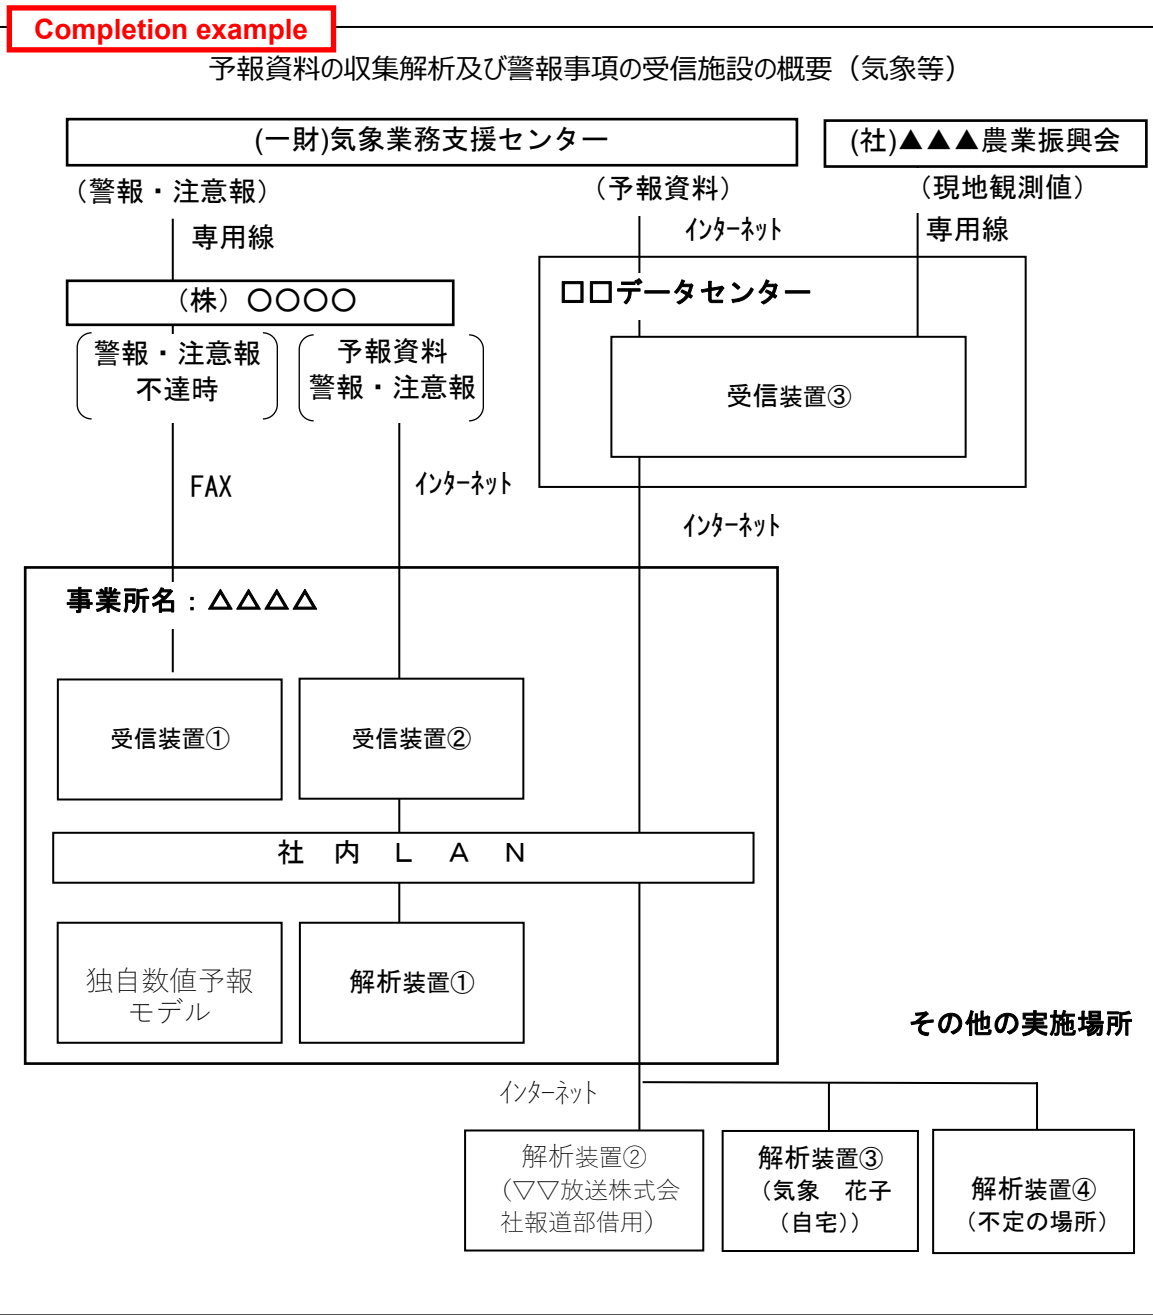 Completion example
予報資料の収集解析及び警報事項の受信施設の概要（気象等）
(一財)気象業務支援センター
(社)▲▲▲農業振興会
（警報・注意報）
（予報資料）
（現地観測値）
専用線
ｲﾝﾀｰﾈｯﾄ
専用線
（株）〇〇〇〇
□□データセンター
警報・注意報
不達時
予報資料
警報・注意報
受信装置③
FAX
ｲﾝﾀｰﾈｯﾄ
ｲﾝﾀｰﾈｯﾄ
事業所名：△△△△
受信装置①
受信装置②
社　内　Ｌ　Ａ　Ｎ
独自数値予報
モデル
解析装置①
その他の実施場所
ｲﾝﾀｰﾈｯﾄ
解析装置②
（▽▽放送株式会
社報道部借用）
解析装置③
（気象　花子
（自宅））
解析装置④
（不定の場所）